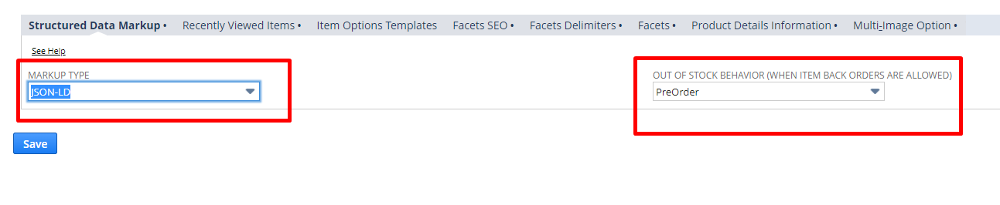 Structured Data Markup • Recently Viewed Items • Item Options Templates Facets SEO • Facets Delimiters • Facets • Product Details Information • Multi-Image Option •
See Help
MARKUP TYPE OUT OF STOCK BEHAVIOR (WHEN ITEM BACK ORDERS ARE ALLOWED)
JSON-LD PreOrder
Save